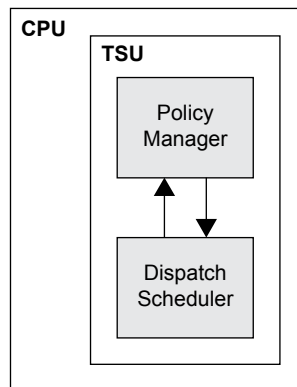 CPU
TSU
Policy
Manager
Dispatch
Scheduler